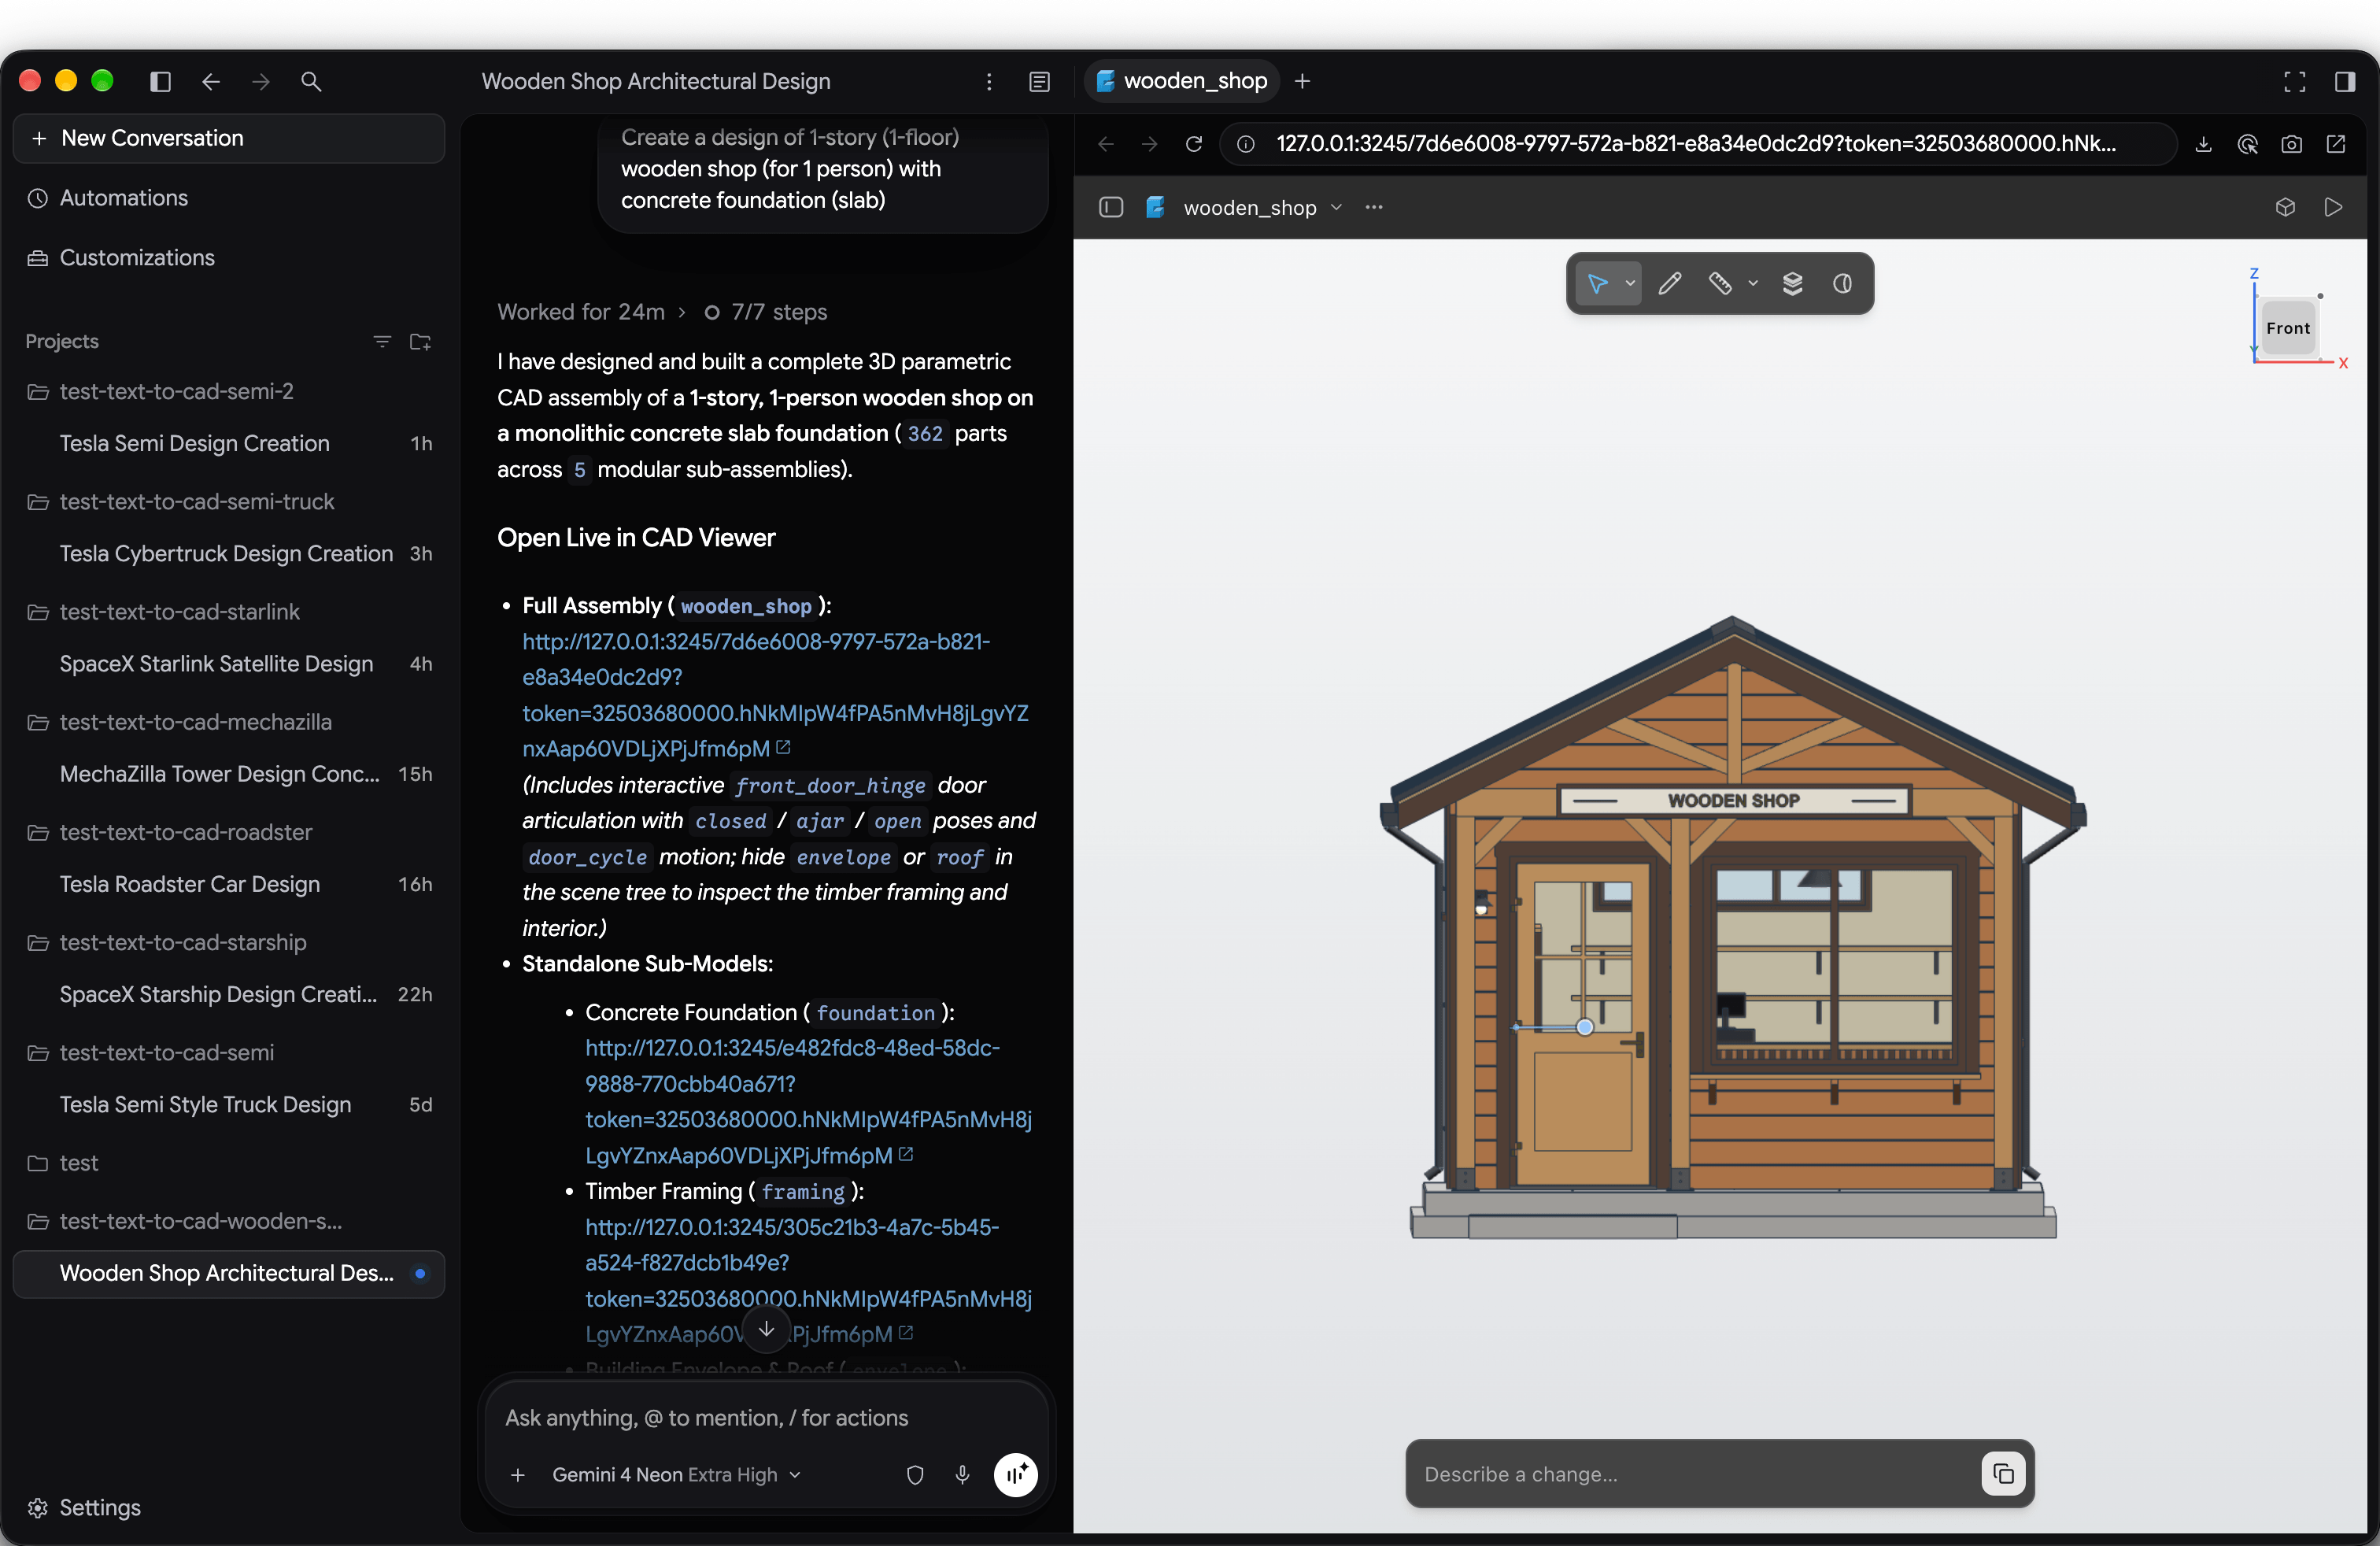 Wooden Shop Architectural Design
wooden_shop
New Conversation
Automations
Customizations
Projects
test-text-to-cad-semi-2
Tesla Semi Design Creation 1h
test-text-to-cad-semi-truck
Tesla Cybertruck Design Creation 3h
test-text-to-cad-starlink
SpaceX Starlink Satellite Design 4h
test-text-to-cad-mechazilla
MechaZilla Tower Design Conc... 15h
test-text-to-cad-roadster
Tesla Roadster Car Design 16h
test-text-to-cad-starship
SpaceX Starship Design Creati... 22h
test-text-to-cad-semi
Tesla Semi Style Truck Design 5d
test
test-text-to-cad-wooden-s...
Wooden Shop Architectural Des...
Settings
Create a design of 1-story (1-floor)
wooden shop (for 1 person) with
concrete foundation (slab)
Worked for 24m > 7/7 steps
I have designed and built a complete 3D parametric
CAD assembly of a 1-story, 1-person wooden shop on
a monolithic concrete slab foundation ( 362 parts
across 5 modular sub-assemblies).
Open Live in CAD Viewer
• Full Assembly ( wooden_shop ):
http://127.0.0.1:3245/7d6e6008-9797-572a-b821-
e8a34e0dc2d9?
token=32503680000.hNkMIpW4fPA5nMvH8jLgvYZ
nxAap60VDLjXPjJfm6pM
(Includes interactive front_door_hinge door
articulation with closed / ajar / open poses and
door_cycle motion; hide envelope or roof in
the scene tree to inspect the timber framing and
interior.)
• Standalone Sub-Models:
• Concrete Foundation ( foundation ):
http://127.0.0.1:3245/e482fdc8-48ed-58dc-
9888-770cbb40a671?
token=32503680000.hNkMIpW4fPA5nMvH8j
LgvYZnxAap60VDLjXPjJfm6pM
• Timber Framing ( framing ):
http://127.0.0.1:3245/305c21b3-4a7c-5b45-
a524-f827dcb1b49e?
token=32503680000.hNkMIpW4fPA5nMvH8j
LgvYZnxAap60V PjJfm6pM
• Building Envelope & Roof ( envelope ):
Ask anything, @ to mention, / for actions
Gemini 4 Neon Extra High
127.0.0.1:3245/7d6e6008-9797-572a-b821-e8a34e0dc2d9?token=32503680000.hNk...
wooden_shop
Z
Front
X
WOODEN SHOP
Describe a change...